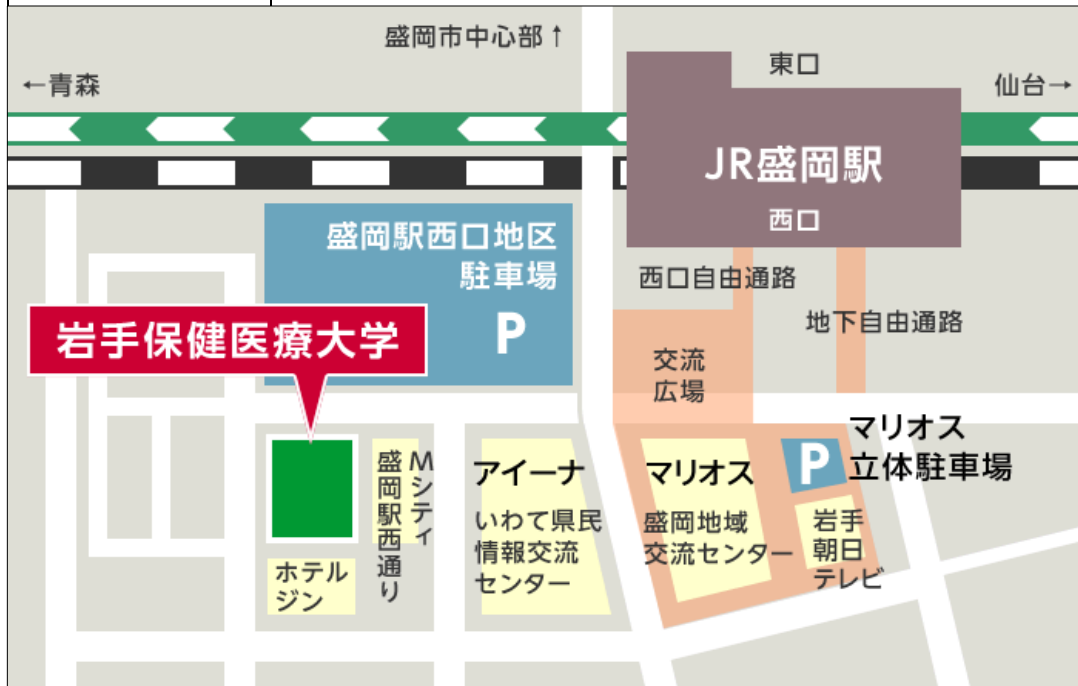 盛岡市中心部↑
東口
←青森
仙台→
JR盛岡駅
西口
盛岡駅西口地区
駐車場
P
西口自由通路
地下自由通路
岩手保健医療大学
交流
広場
マリオス
立体駐車場
P
Mシティ
盛岡駅西通り
アイーナ
いわて県民
情報交流
センター
マリオス
盛岡地域
交流センター
岩手
朝日
テレビ
ホテル
ジン